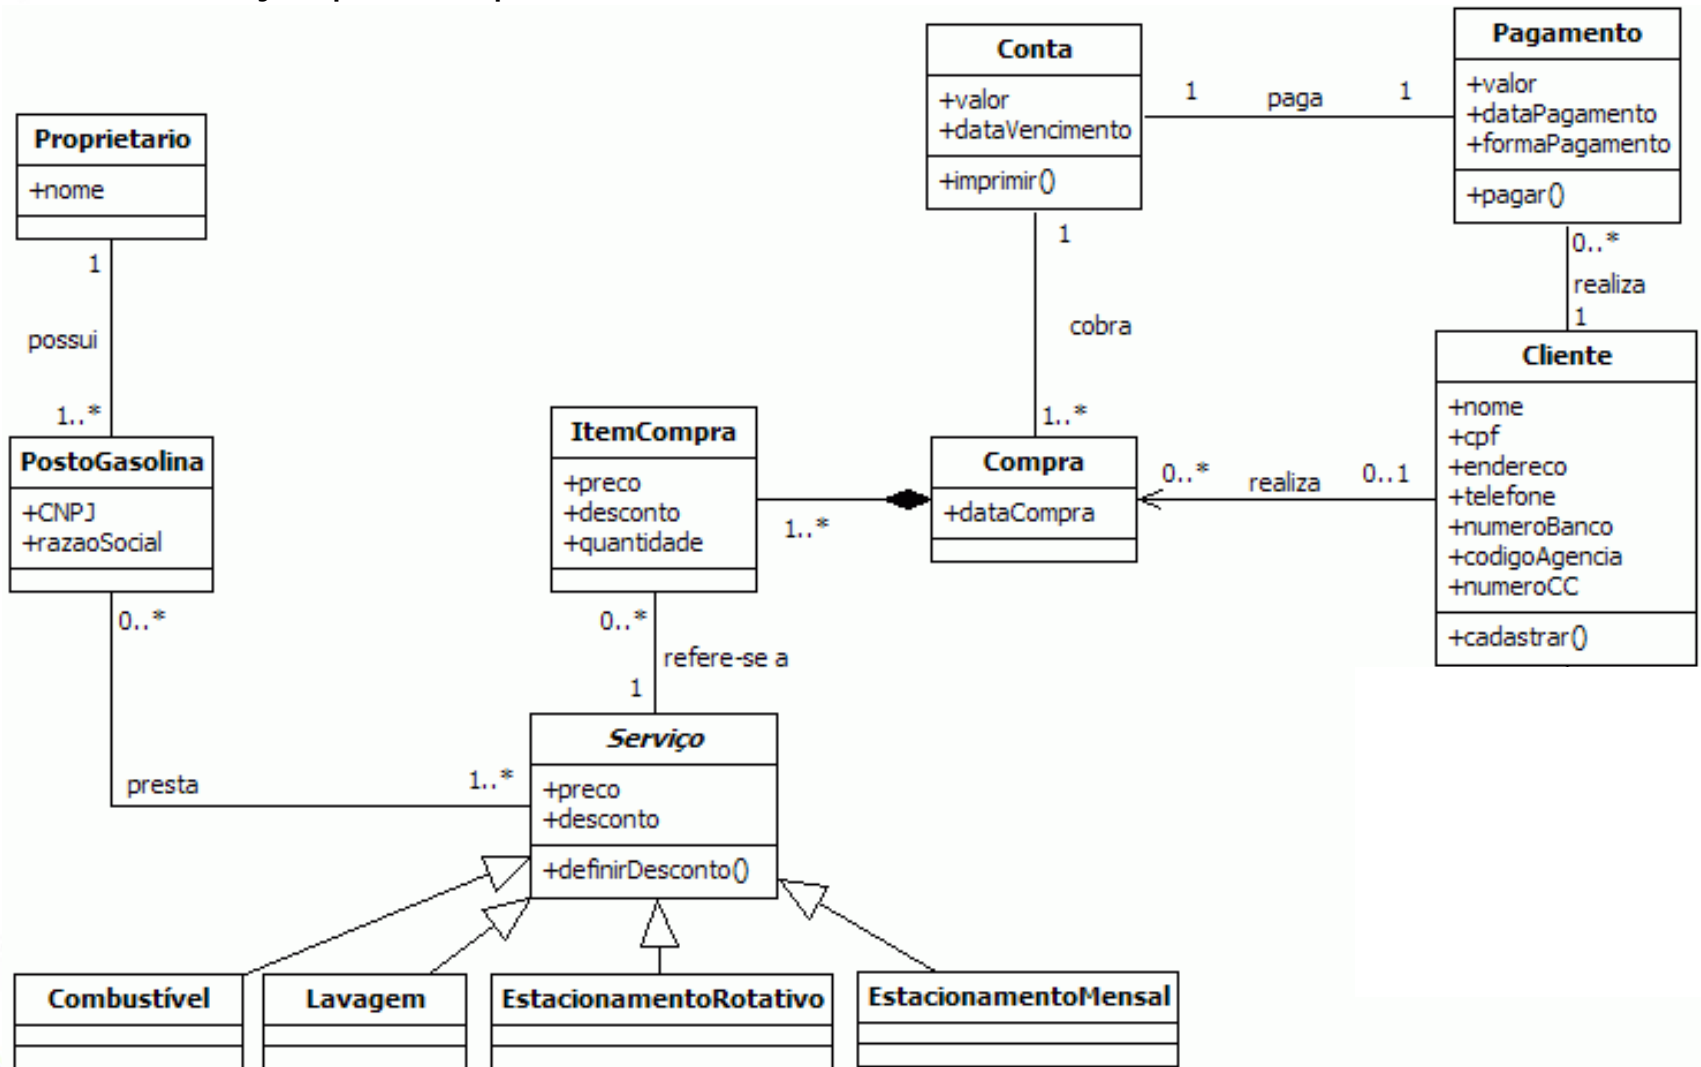 Conta
+valor
+dataVencimento
+imprimir()
1
paga
1
Pagamento
+valor
+dataPagamento
+formaPagamento
+pagar()
Proprietario
+nome
1
possui
1..*
1
cobra
1..*
0..*
realiza
1
Cliente
+nome
+cpf
+endereco
+telefone
+numeroBanco
+codigoAgencia
+numeroCC
+cadastrar()
PostoGasolina
+CNPJ
+razaoSocial
ItemCompra
+preco
+desconto
+quantidade
1..*
Compra
+dataCompra
0..*
realiza
0..1
0..*
presta
1..*
0..*
refere-se a
1
Serviço
+preco
+desconto
+definirDesconto()
Combustível
Lavagem
EstacionamentoRotativo
EstacionamentoMensal